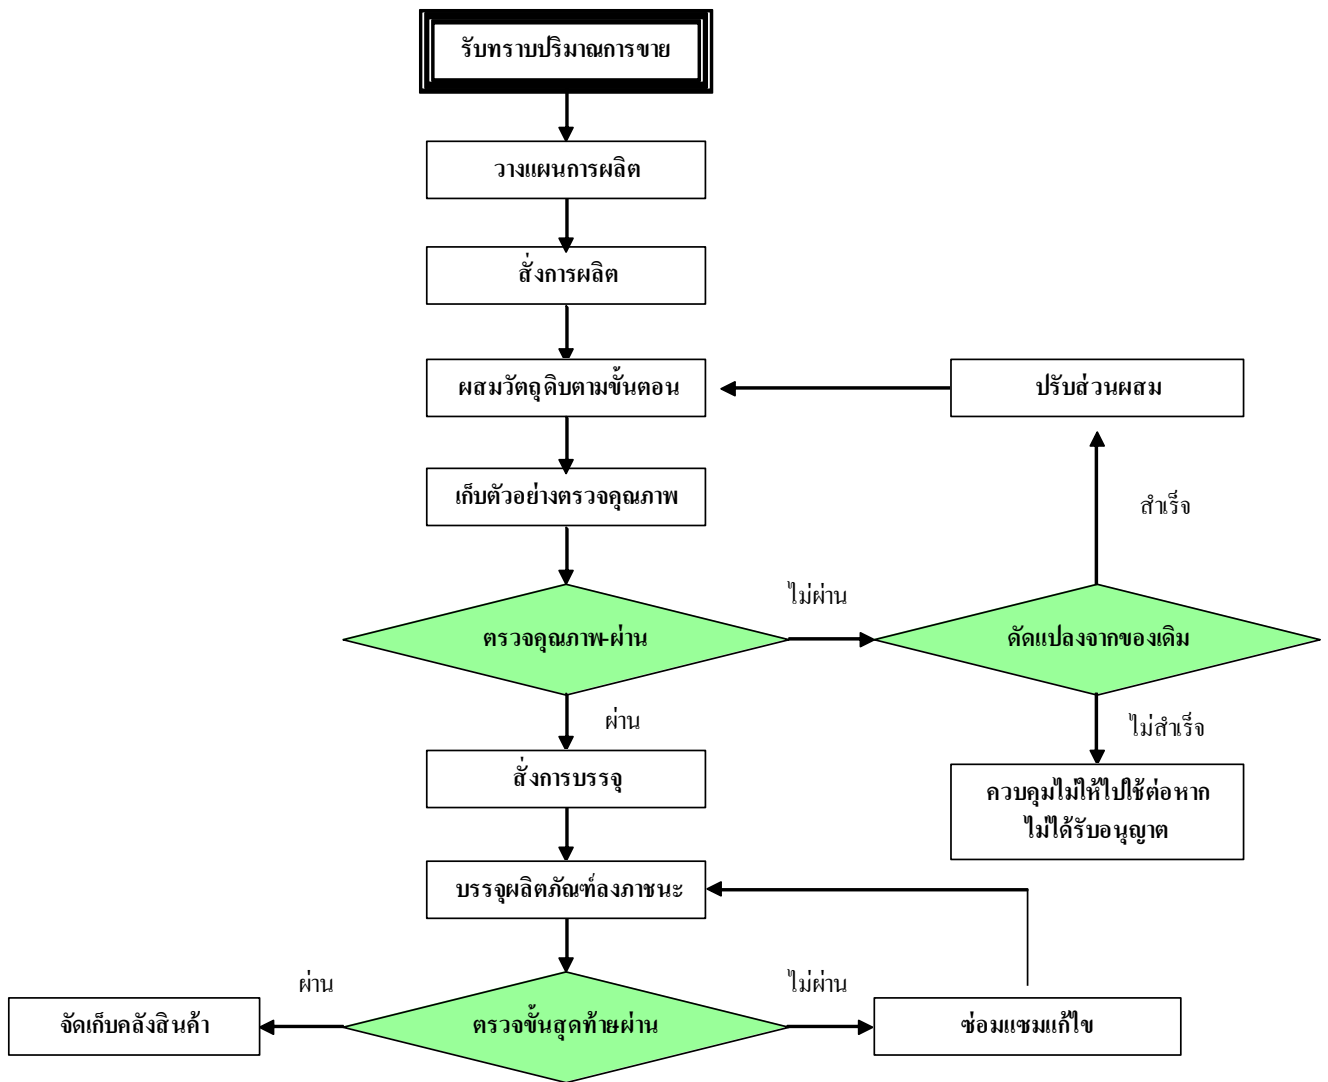 รับทราบปริมาณการขาย
วางแผนการผลิต
สั่งการผลิต
ผสมวัตถุดิบตามขั้นตอน
ปรับส่วนผสม
เก็บตัวอย่างตรวจคุณภาพ
สำเร็จ
ไม่ผ่าน
ตรวจคุณภาพ-ผ่าน
ดัดแปลงจากของเดิม
ผ่าน
ไม่สำเร็จ
สั่งการบรรจุ
ควบคุมไม่ให้ไปใช้ต่อหาก
ไม่ได้รับอนุญาต
บรรจุผลิตภัณฑ์ลงภาชนะ
ผ่าน
ไม่ผ่าน
จัดเก็บคลังสินค้า
ตรวจขั้นสุดท้ายผ่าน
ซ่อมแซมแก้ไข